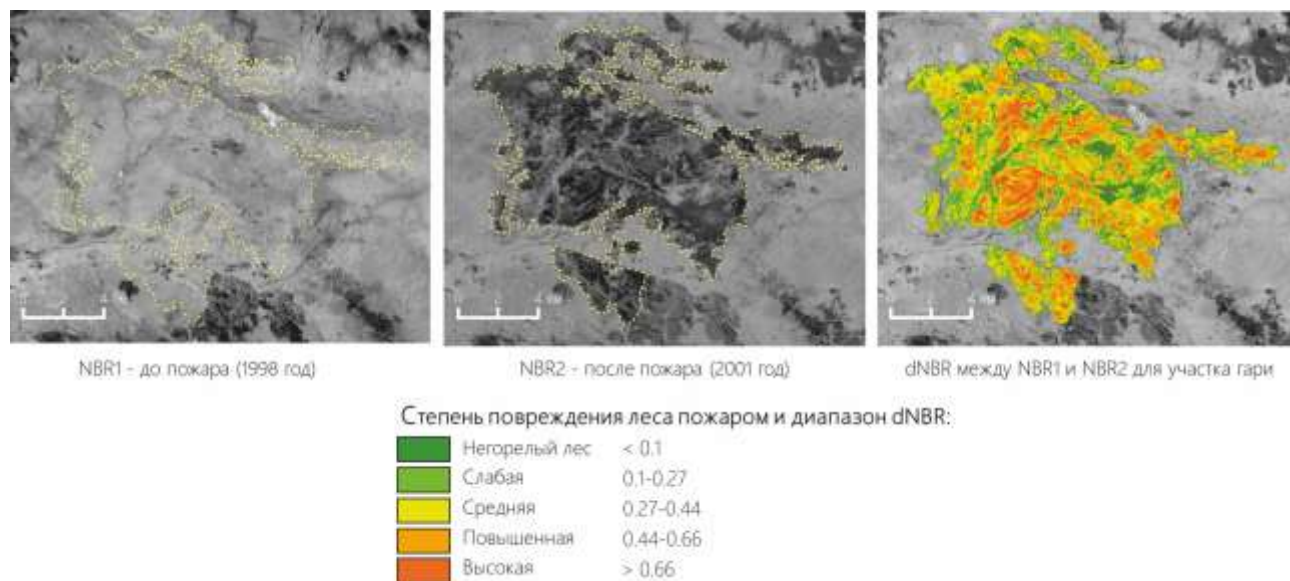 NBR1 - до пожара (1998 год)
NBR2 - после пожара (2001 год)
dNBR между NBR1 и NBR2 для участка гари
Степень повреждения леса пожаром и диапазон dNBR:
Негорелый лес < 0.1
Слабая 0.1-0.27
Средняя 0.27-0.44
Повышенная 0.44-0.66
Высокая > 0.66